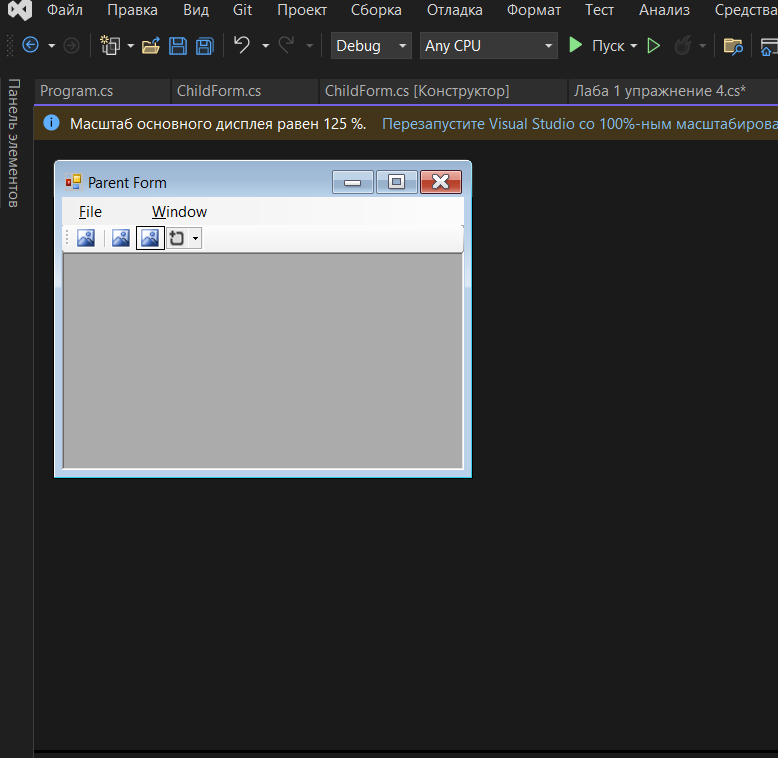 Файл Правка Вид Git Проект Сборка Отладка Формат Тест Анализ Средства
Debug Any CPU Пуск
Панель элементов
Program.cs ChildForm.cs ChildForm.cs [Конструктор] Лаба 1 упражнение 4.cs*
Масштаб основного дисплея равен 125 %. Перезапустите Visual Studio со 100%-ным масштабирова
Parent Form
File Window